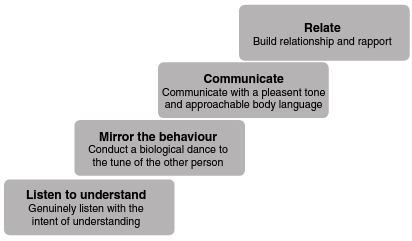 Relate
Build relationship and rapport
Communicate
Communicate with a pleasent tone
and approachable body language
Mirror the behaviour
Conduct a biological dance to
the tune of the other person
Listen to understand
Genuinely listen with the
intent of understanding